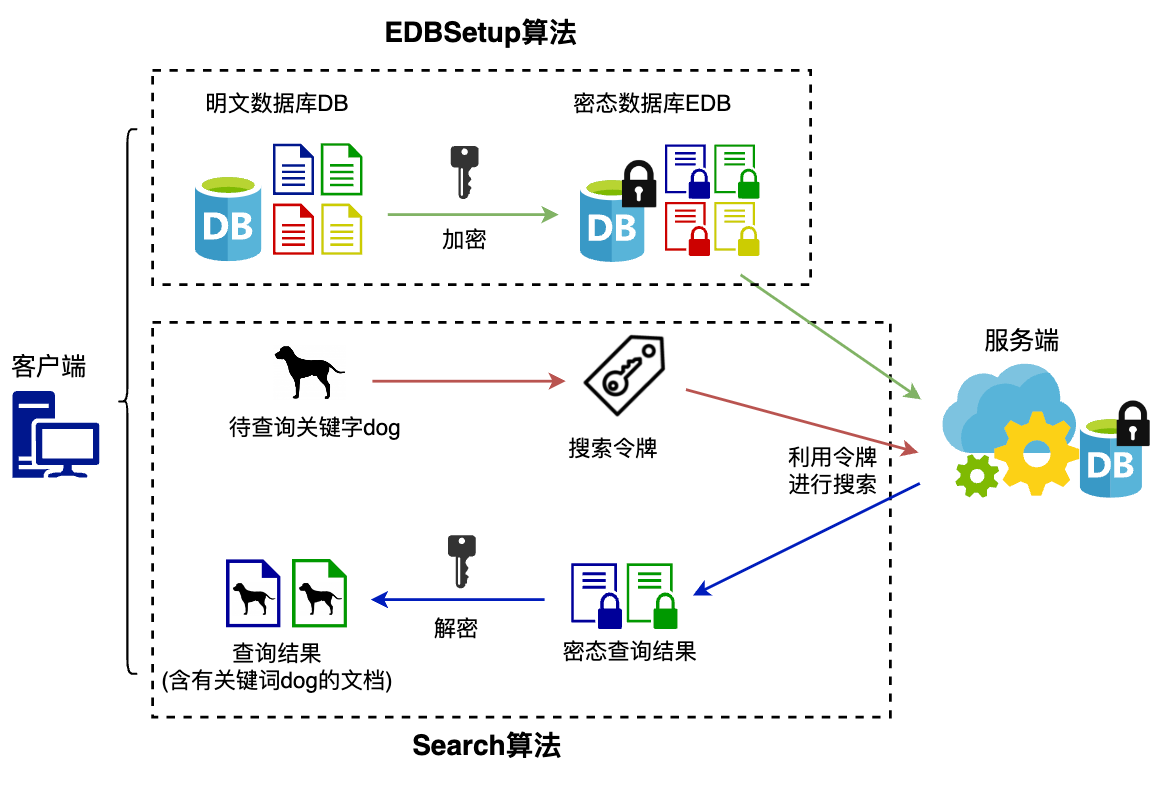 EDBSetup算法
明文数据库DB
密态数据库EDB
DB
加密
DB
客户端
服务端
待查询关键字dog
搜索令牌
利用令牌
进行搜索
DB
解密
查询结果
(含有关键词dog的文档)
密态查询结果
Search算法